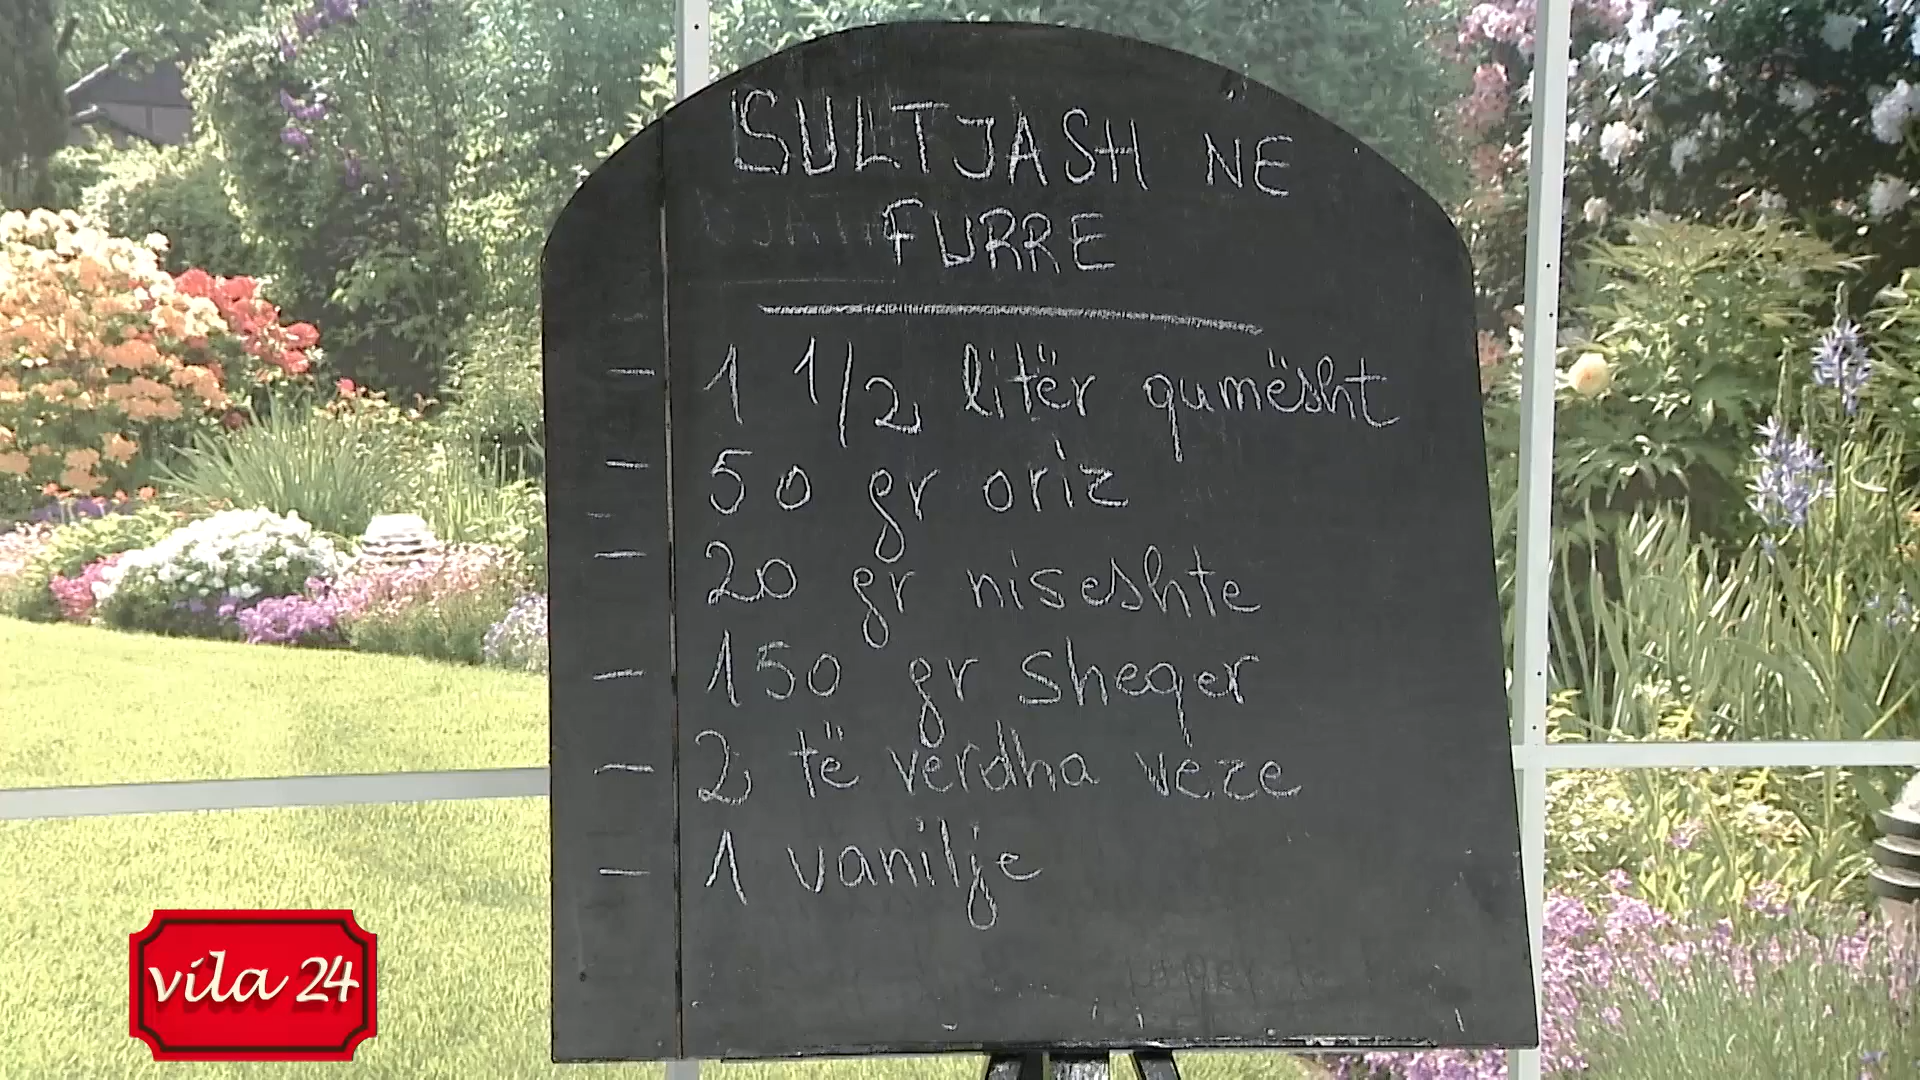 SULTJASH NE
FURRE
1 1/2 litër qumësht
50 gr oriz
20 gr niseshte
150 gr sheqer
2 të verdha veze
1 vanilje
vila 24